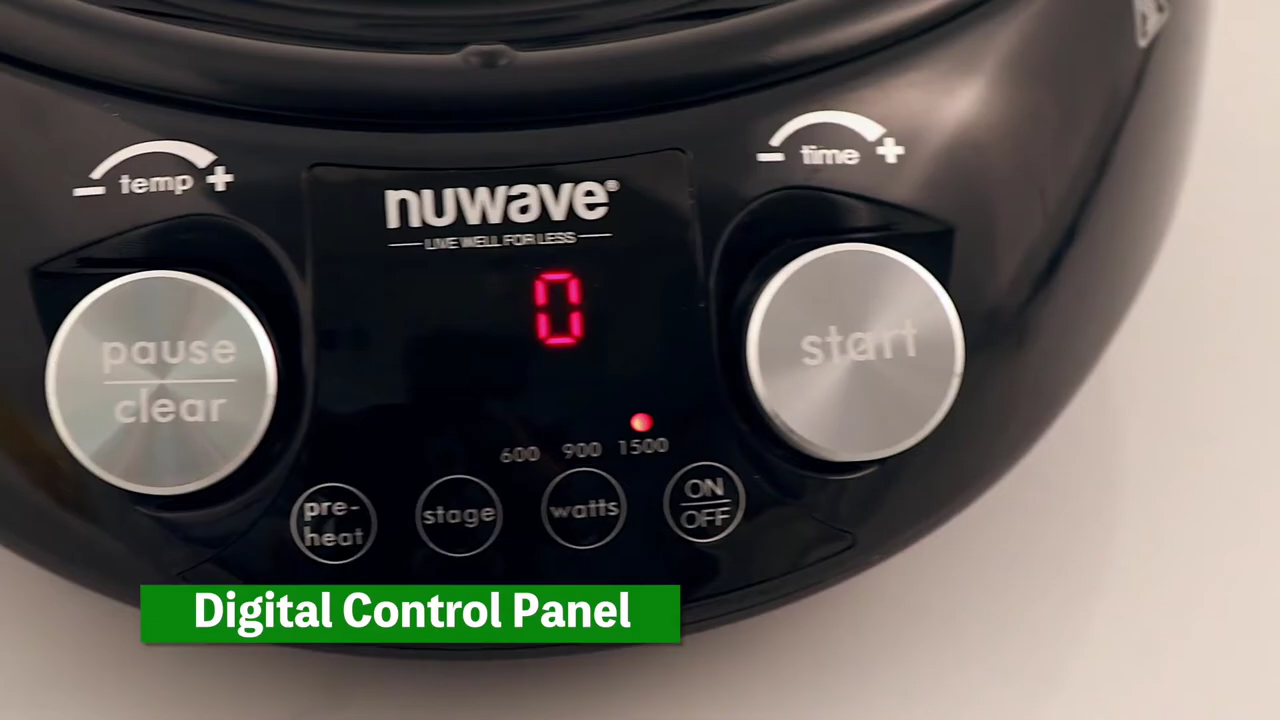 - temp +
- time +
nuwave®
LIVE WELL FOR LESS
0
pause
clear
start
600 900 1500
pre-
heat
stage
watts
ON
OFF
Digital Control Panel